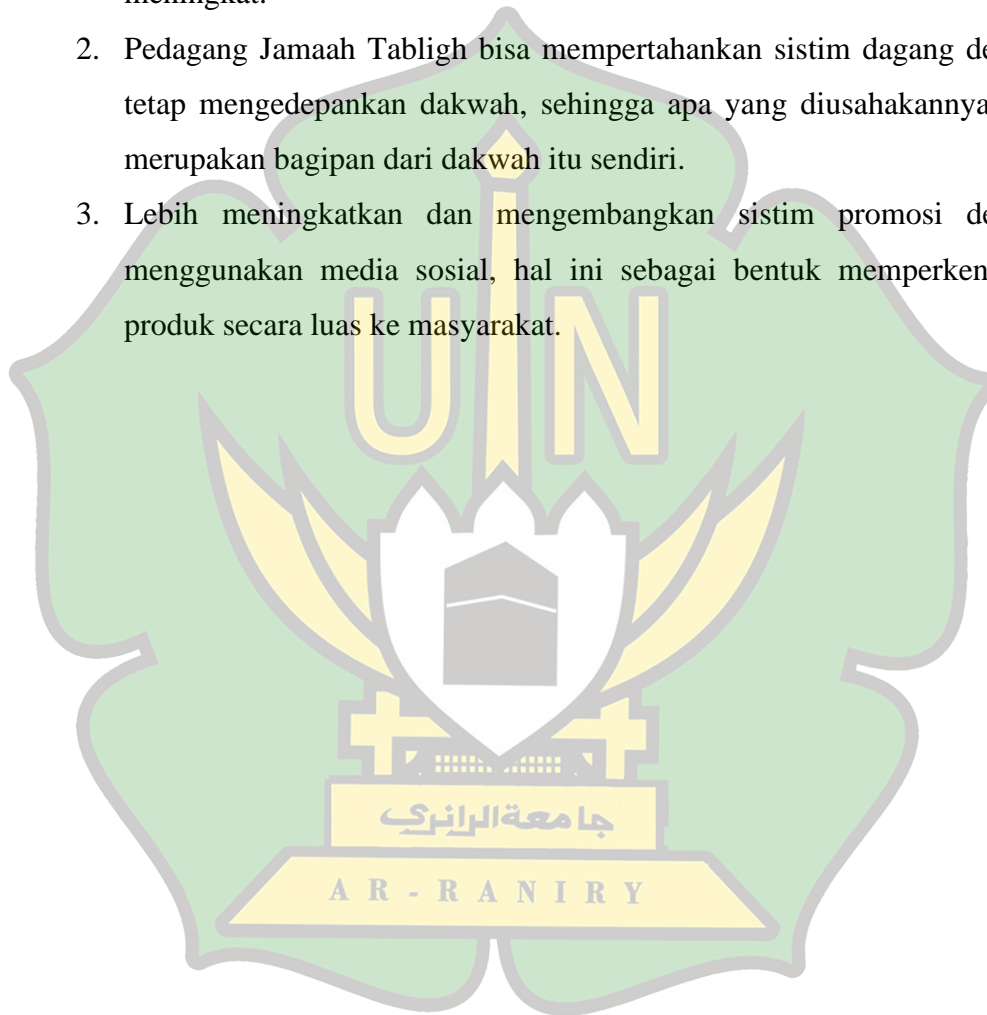 meningkat.
2. Pedagang Jamaah Tabligh bisa mempertahankan sistim dagang de
tetap mengedepankan dakwah, sehingga apa yang diusahakannya
merupakan bagipan dari dakwah itu sendiri.
3. Lebih meningkatkan dan mengembangkan sistim promosi de
menggunakan media sosial, hal ini sebagai bentuk memperken
produk secara luas ke masyarakat.
UIN
جامعةالرانري
AR-RANIRY